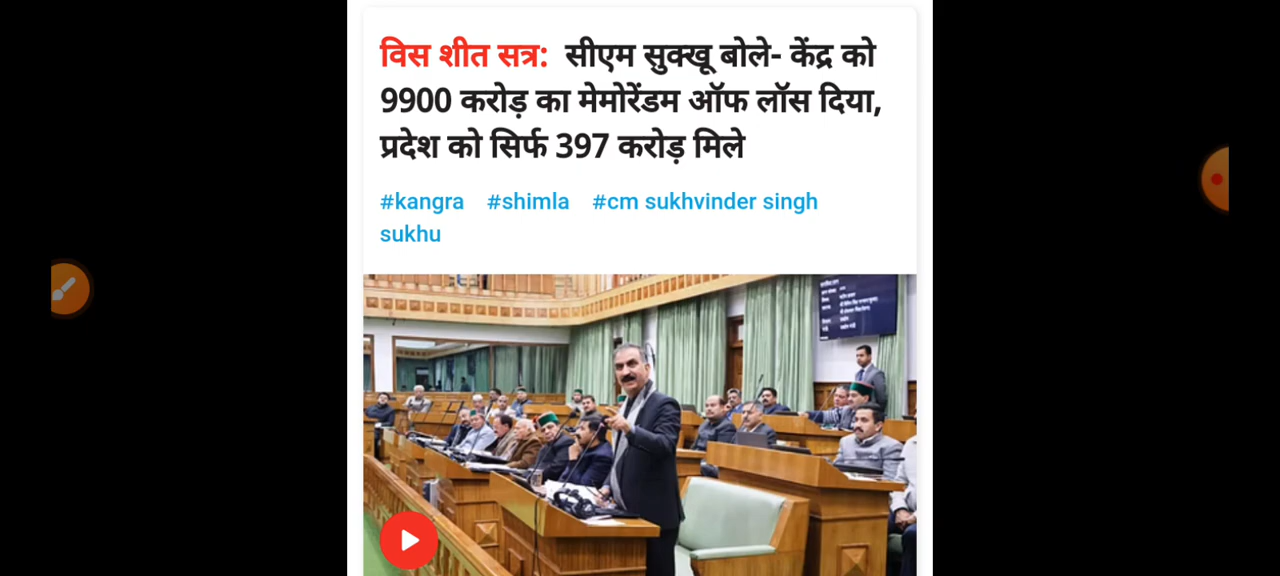 विस शीत सत्र: सीएम सुक्खू बोले- केंद्र को
9900 करोड़ का मेमोरेंडम ऑफ लॉस दिया,
प्रदेश को सिर्फ 397 करोड़ मिले
#kangra #shimla #cm sukhvinder singh
sukhu